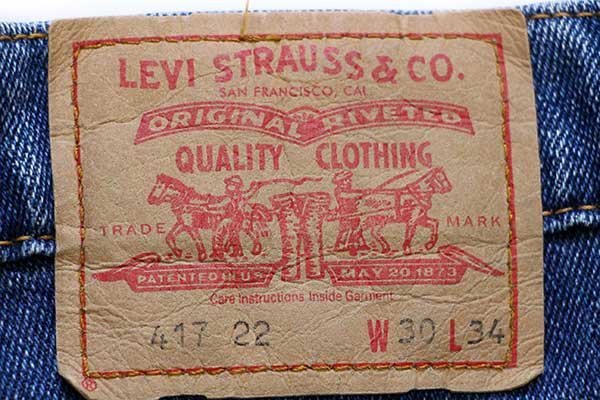 LEVI STRAUSS & CO.
SAN FRANCISCO, CAL
ORIGINAL RIVETED
QUALITY CLOTHING
TRADE MARK
PATENTED IN U.S. MAY 20 1873
Care Instructions Inside Garment
417 22 W 30 L 34
®